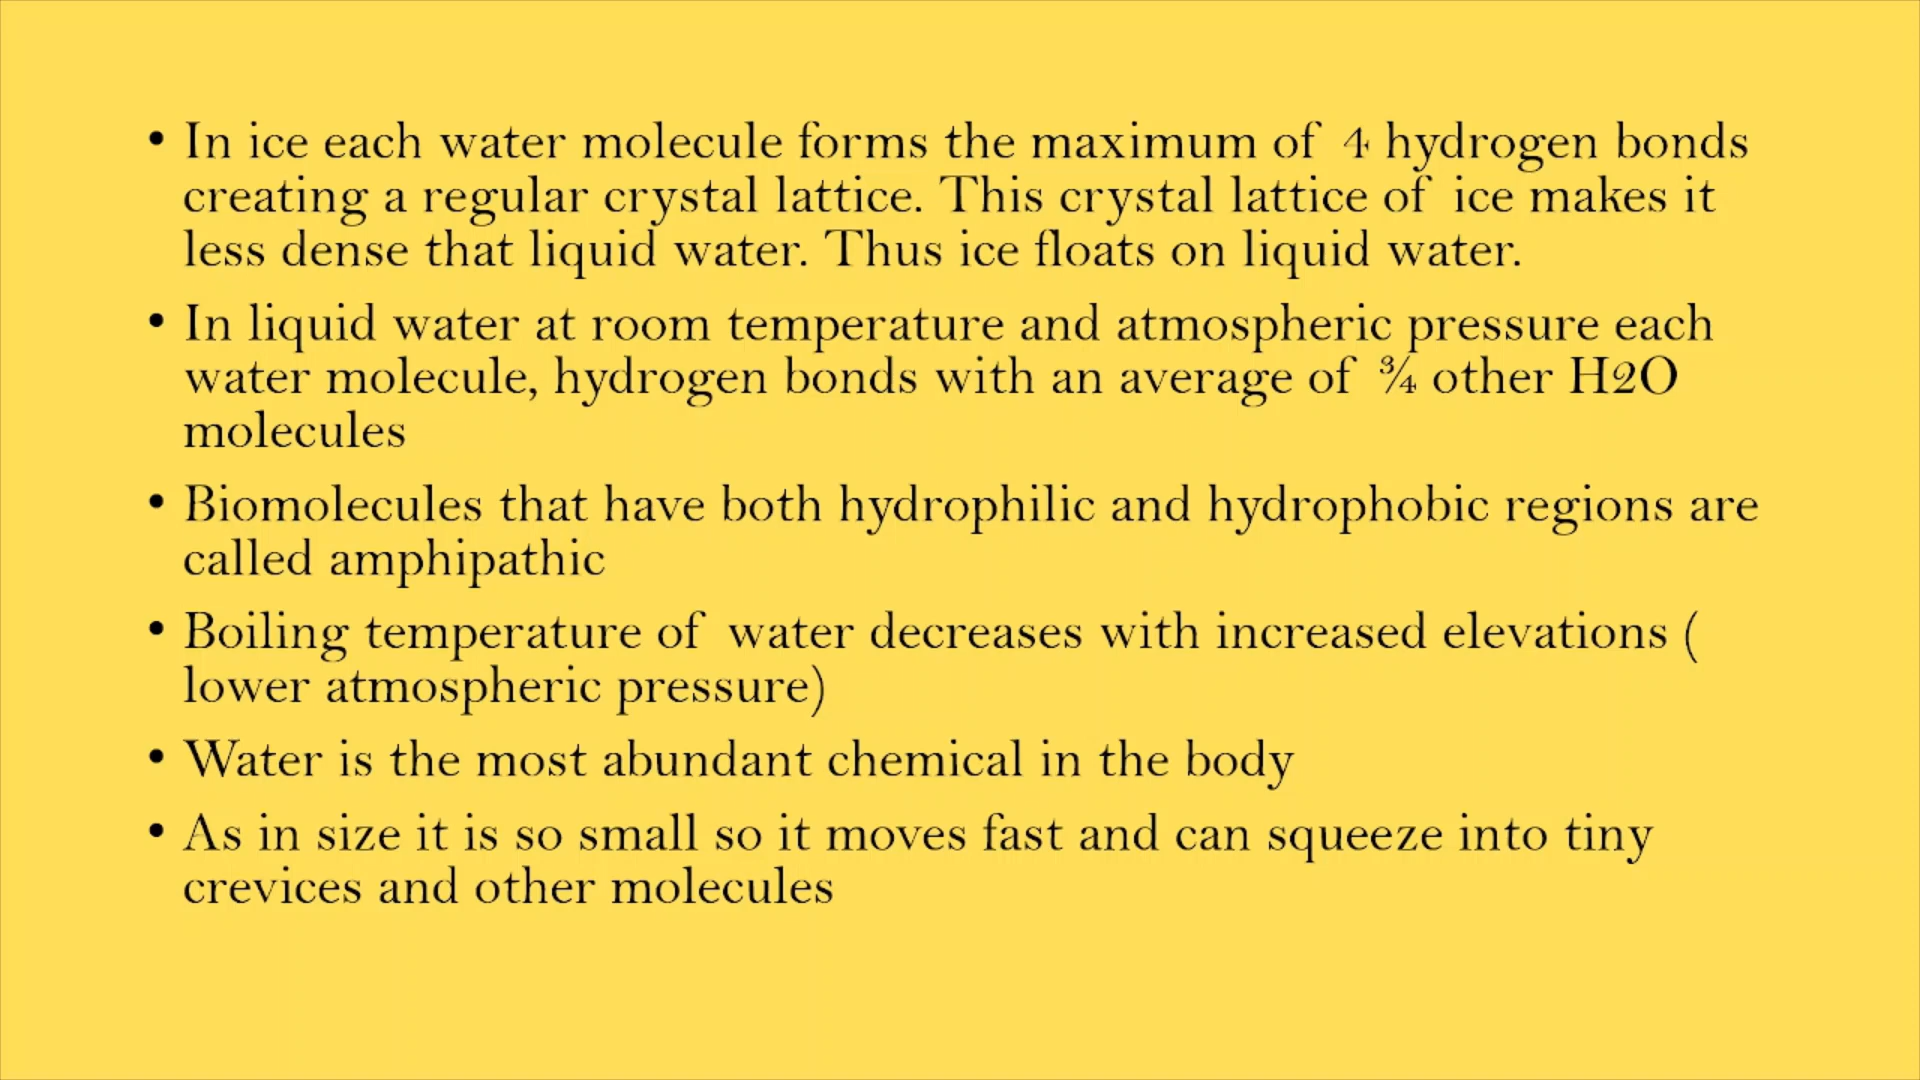 • In ice each water molecule forms the maximum of 4 hydrogen bonds
creating a regular crystal lattice. This crystal lattice of ice makes it
less dense that liquid water. Thus ice floats on liquid water.
• In liquid water at room temperature and atmospheric pressure each
water molecule, hydrogen bonds with an average of ¾ other H2O
molecules
• Biomolecules that have both hydrophilic and hydrophobic regions are
called amphipathic
• Boiling temperature of water decreases with increased elevations (
lower atmospheric pressure)
• Water is the most abundant chemical in the body
• As in size it is so small so it moves fast and can squeeze into tiny
crevices and other molecules